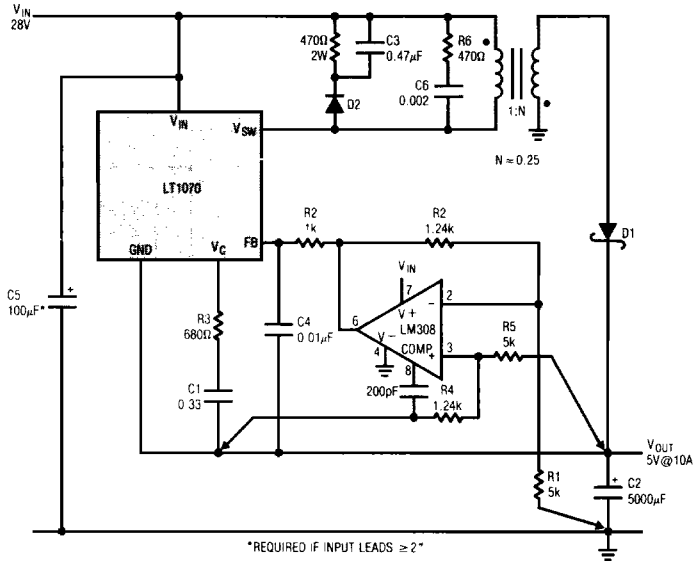 VIN
28V
470Ω
2W
C3
0.47µF
R6
470Ω
D2
C6
0.002
1:N
N ≈ 0.25
VIN
VSW
LT1070
GND
VC
FB
R2
1k
R2
1.24k
D1
VIN
7
V+
6
LM308
2
−
V−
4
COMP
+
3
8
R5
5k
C5
100µF*
+
R3
680Ω
C4
0.01µF
200pF
R4
1.24k
C1
0.33
VOUT
5V@10A
R1
5k
+
C2
5000µF
*REQUIRED IF INPUT LEADS ≥ 2"